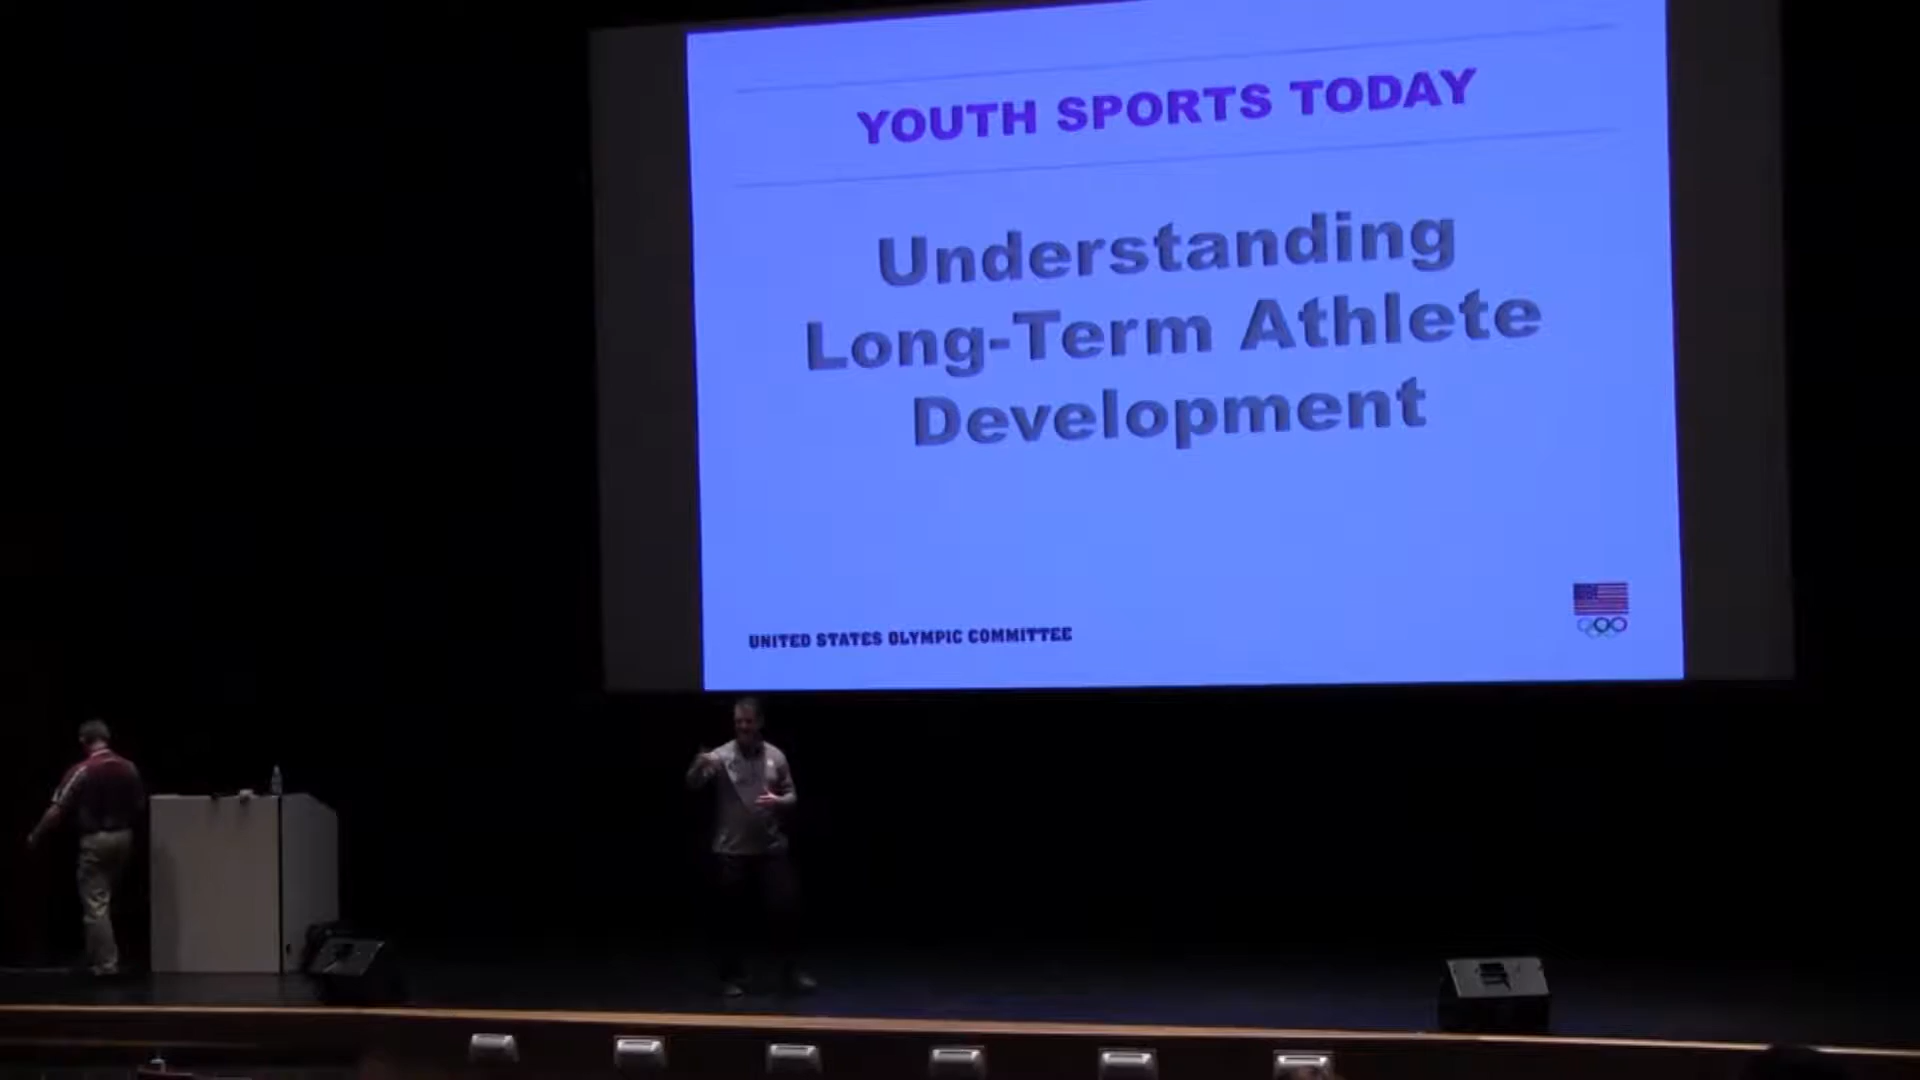 YOUTH SPORTS TODAY
Understanding
Long-Term Athlete
Development
UNITED STATES OLYMPIC COMMITTEE